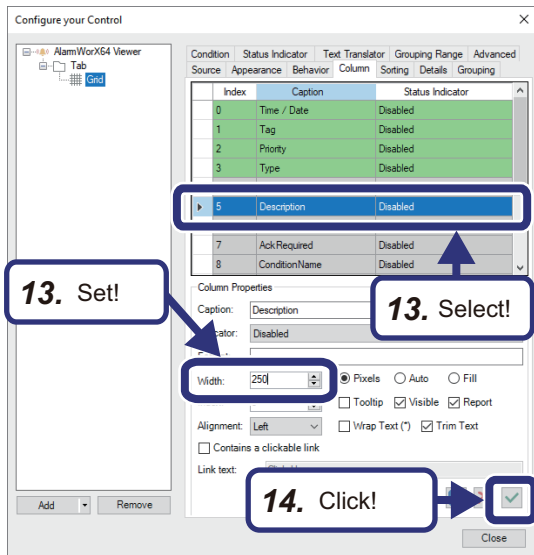 Configure your Control
AlarmWorX64 Viewer
Tab
Grid
Condition Status Indicator Text Translator Grouping Range Advanced
Source Appearance Behavior Column Sorting Details Grouping
Index Caption Status Indicator
0 Time / Date Disabled
1 Tag Disabled
2 Priority Disabled
3 Type Disabled
5 Description Disabled
7 AckRequired Disabled
8 ConditionName Disabled
13. Set!
13. Select!
Column Properties
Caption: Description
Disabled
Width: 250 Pixels Auto Fill
Tooltip Visible Report
Alignment: Left Wrap Text (*) Trim Text
Contains a clickable link
Link text:
14. Click!
Add Remove
Close